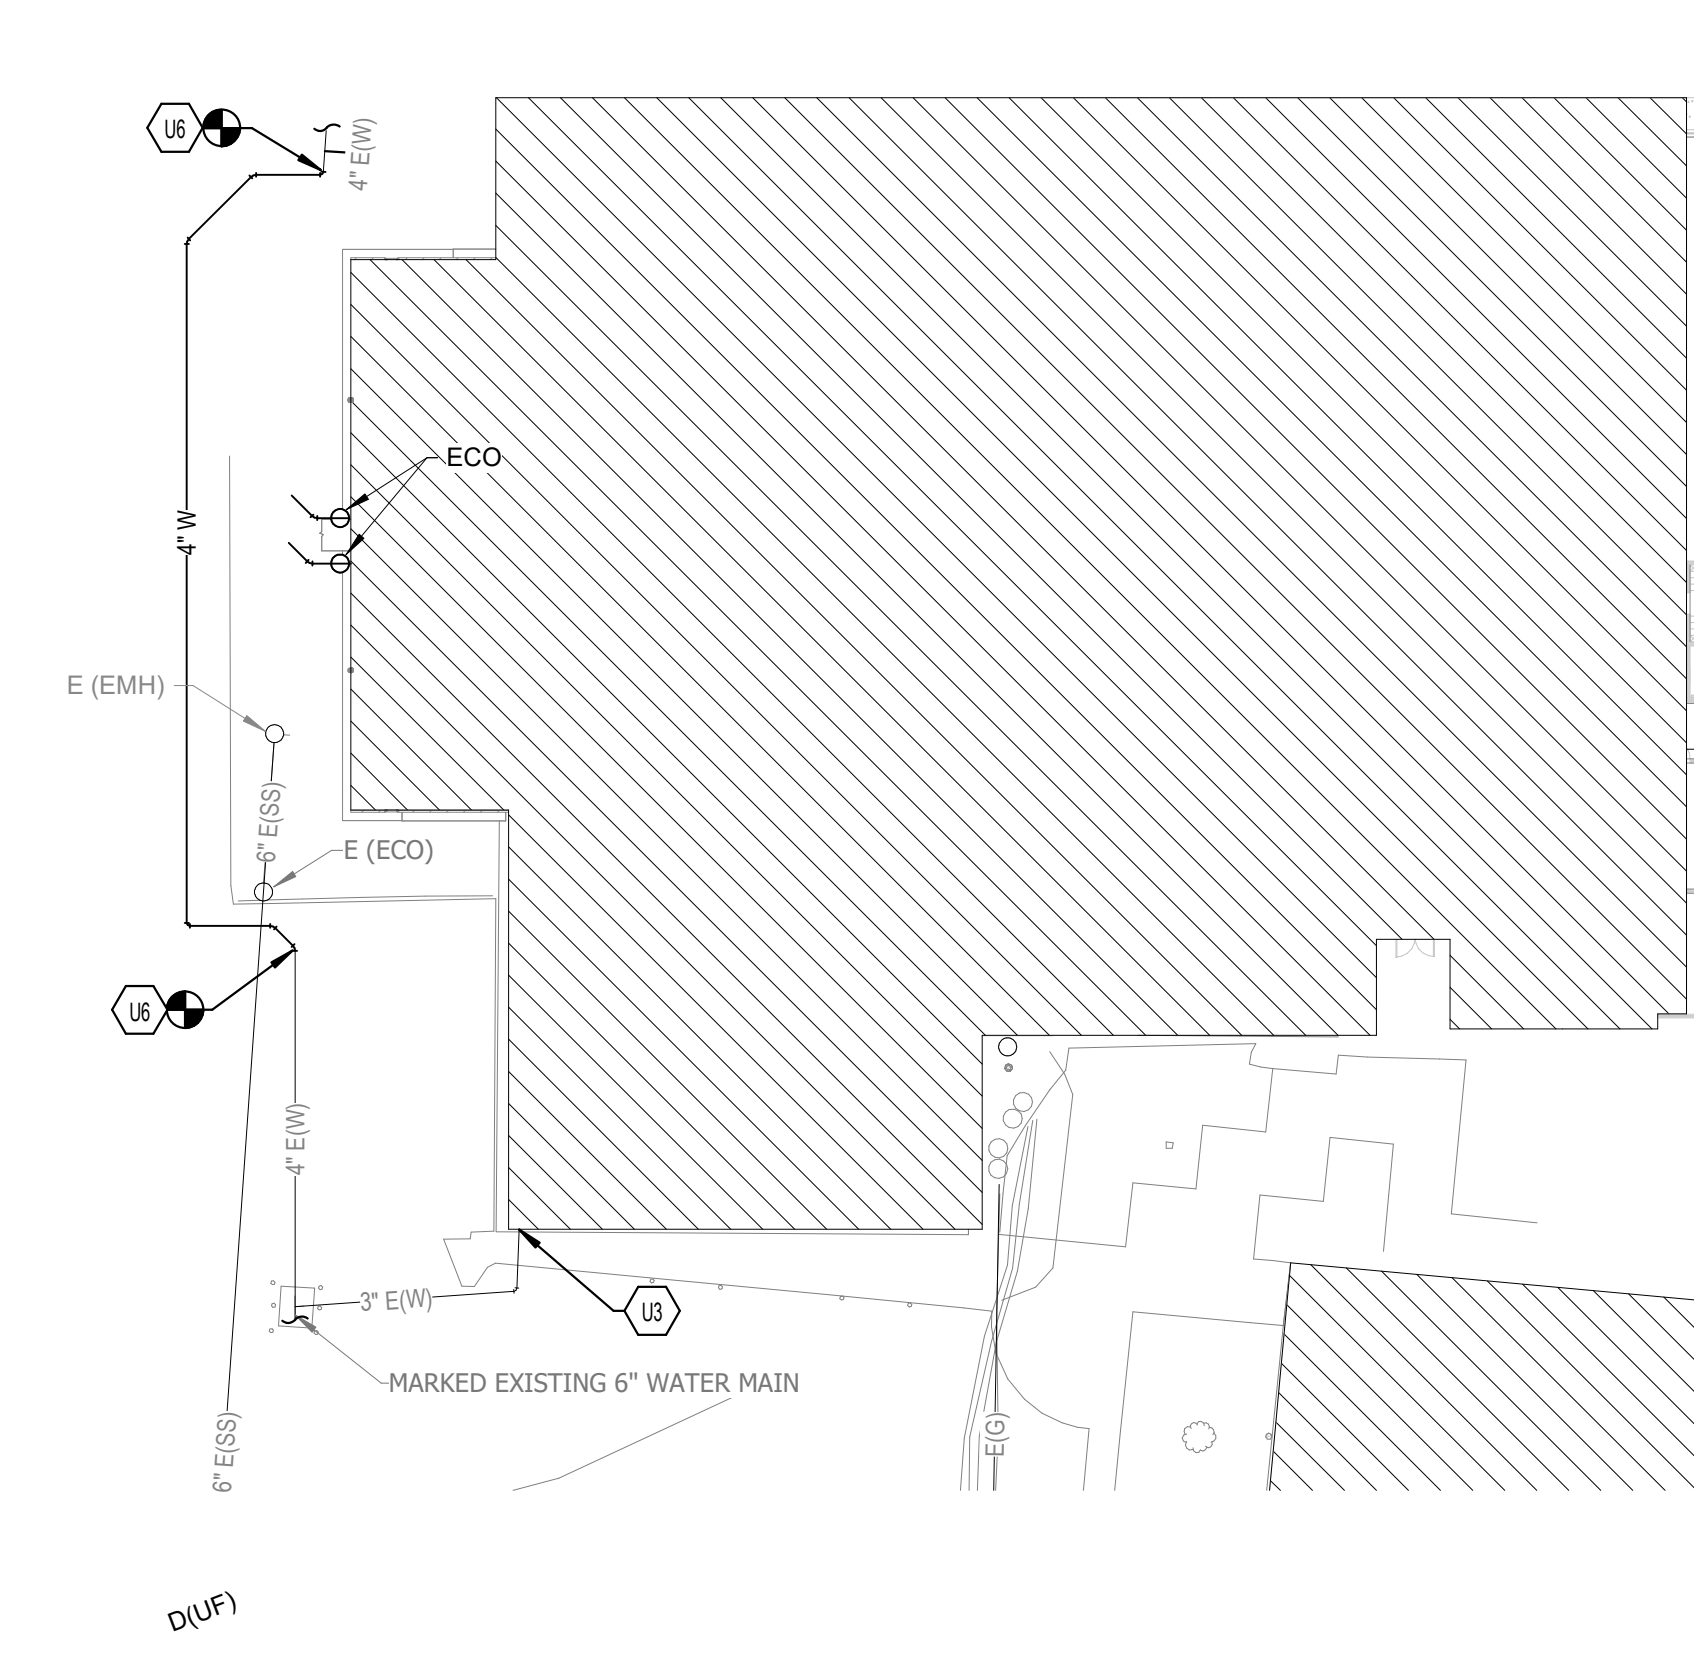 U6
4" E(W)
ECO
4" W
E (EMH)
6" E(SS)
E (ECO)
U6
4" E(W)
3" E(W)
U3
MARKED EXISTING 6" WATER MAIN
6" E(SS)
E(G)
D(UF)